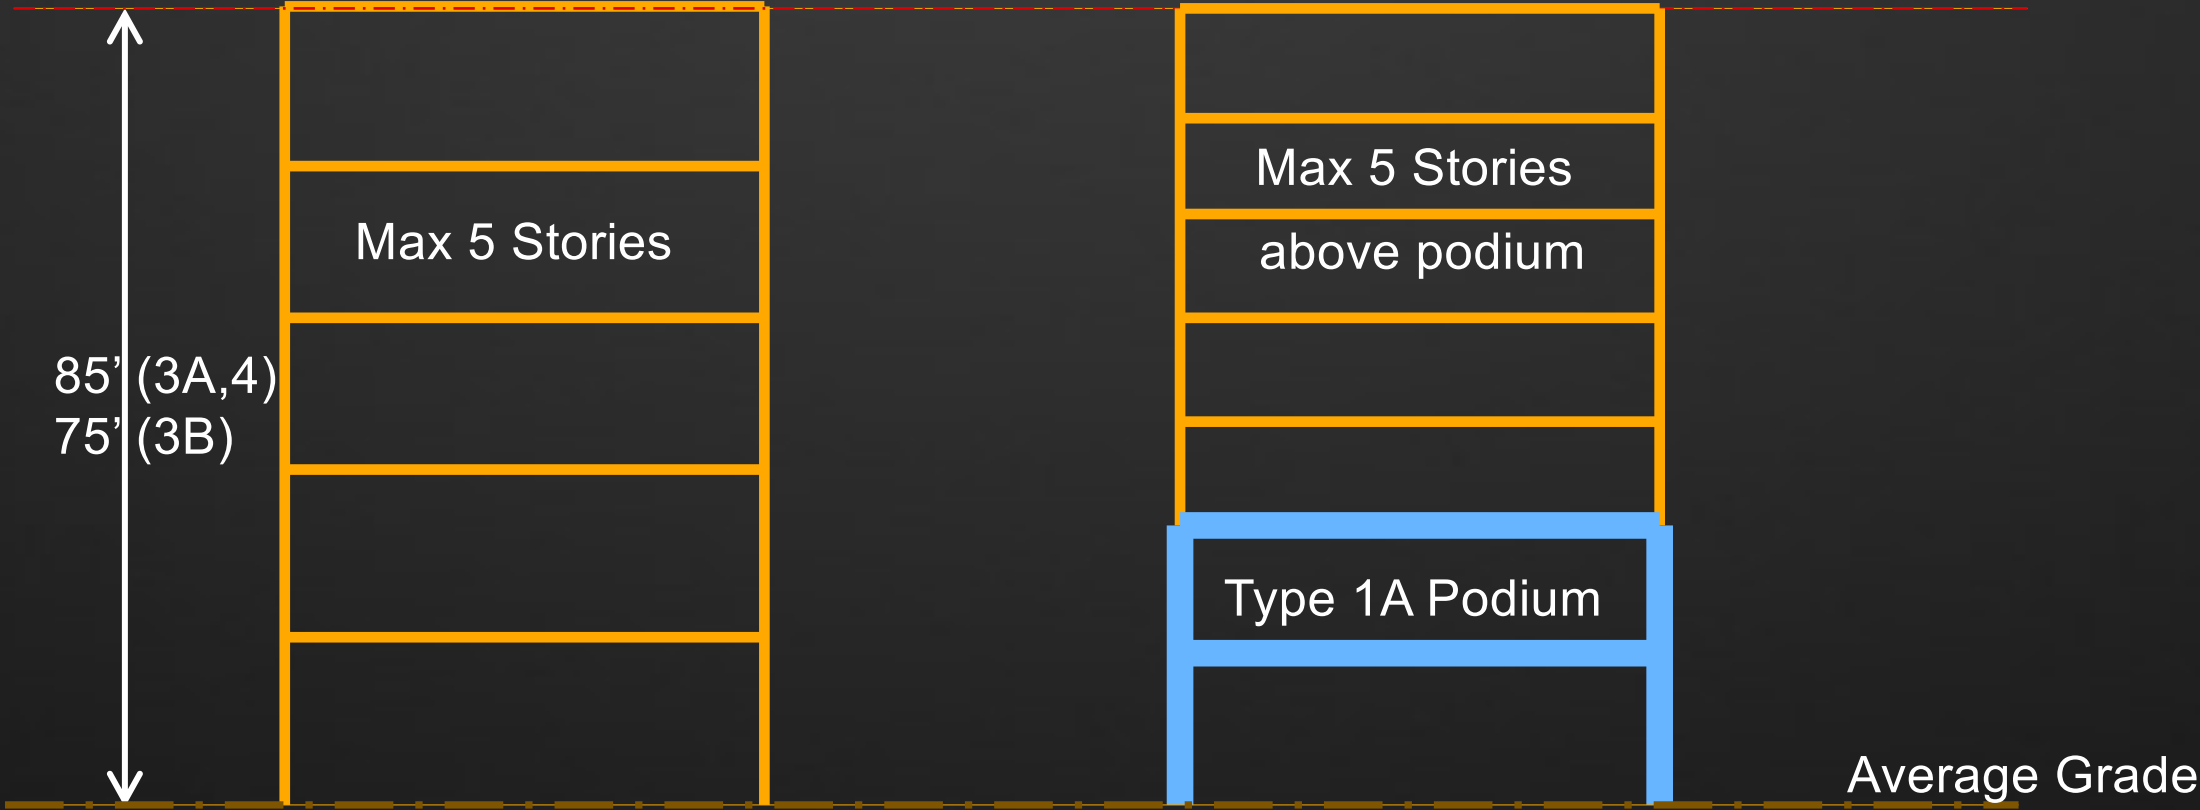 Max 5 Stories
85’ (3A,4)
75’ (3B)
Max 5 Stories
above podium
Type 1A Podium
Average Grade